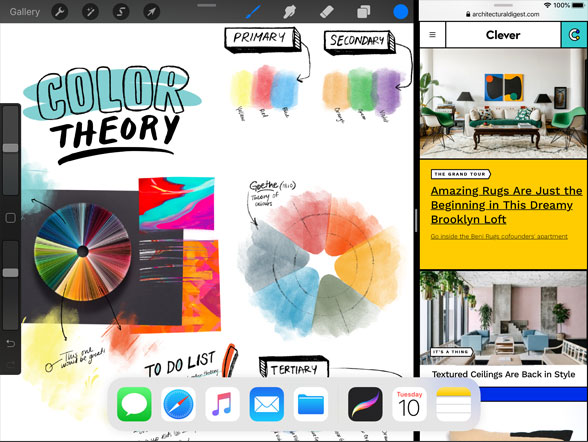 Gallery
100%
architecturaldigest.com
Clever
PRIMARY
SECONDARY
COLOR
THEORY
Yellow
Red
Blue
Orange
Green
Violet
THE GRAND TOUR
Amazing Rugs Are Just the
Beginning in This Dreamy
Brooklyn Loft
Go inside the Beni Rugs cofounders' apartment
Goethe (1810)
Theory of
colours
This one
would be great!
TO DO LIST
TERTIARY
IT'S A THING
Textured Ceilings Are Back in Style
Tuesday
10